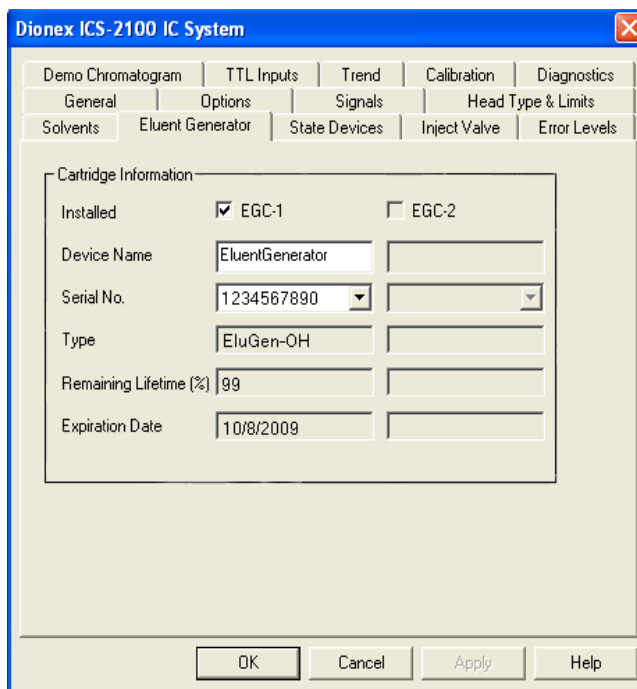 Dionex ICS-2100 IC System
Demo Chromatogram TTL Inputs Trend Calibration Diagnostics
General Options Signals Head Type & Limits
Solvents Eluent Generator State Devices Inject Valve Error Levels
Cartridge Information
Installed EGC-1 EGC-2
Device Name EluentGenerator
Serial No. 1234567890
Type EluGen-OH
Remaining Lifetime (%) 99
Expiration Date 10/8/2009
OK Cancel Apply Help